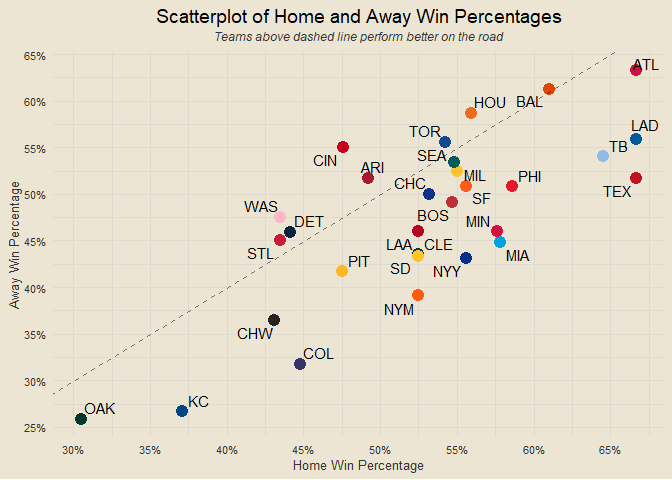 Scatterplot of Home and Away Win Percentages
Teams above dashed line perform better on the road
65%
ATL
60%
HOU
BAL
TOR
LAD
55%
CIN
SEA
TB
ARI
MIL
PHI
CHC
SF
TEX
50%
WAS
DET
BOS
MIN
45%
STL
LAA
CLE
MIA
PIT
SD
NYY
40%
NYM
CHW
35%
COL
30%
OAK
KC
25%
30%
35%
40%
45%
50%
55%
60%
65%
Home Win Percentage
Away Win Percentage